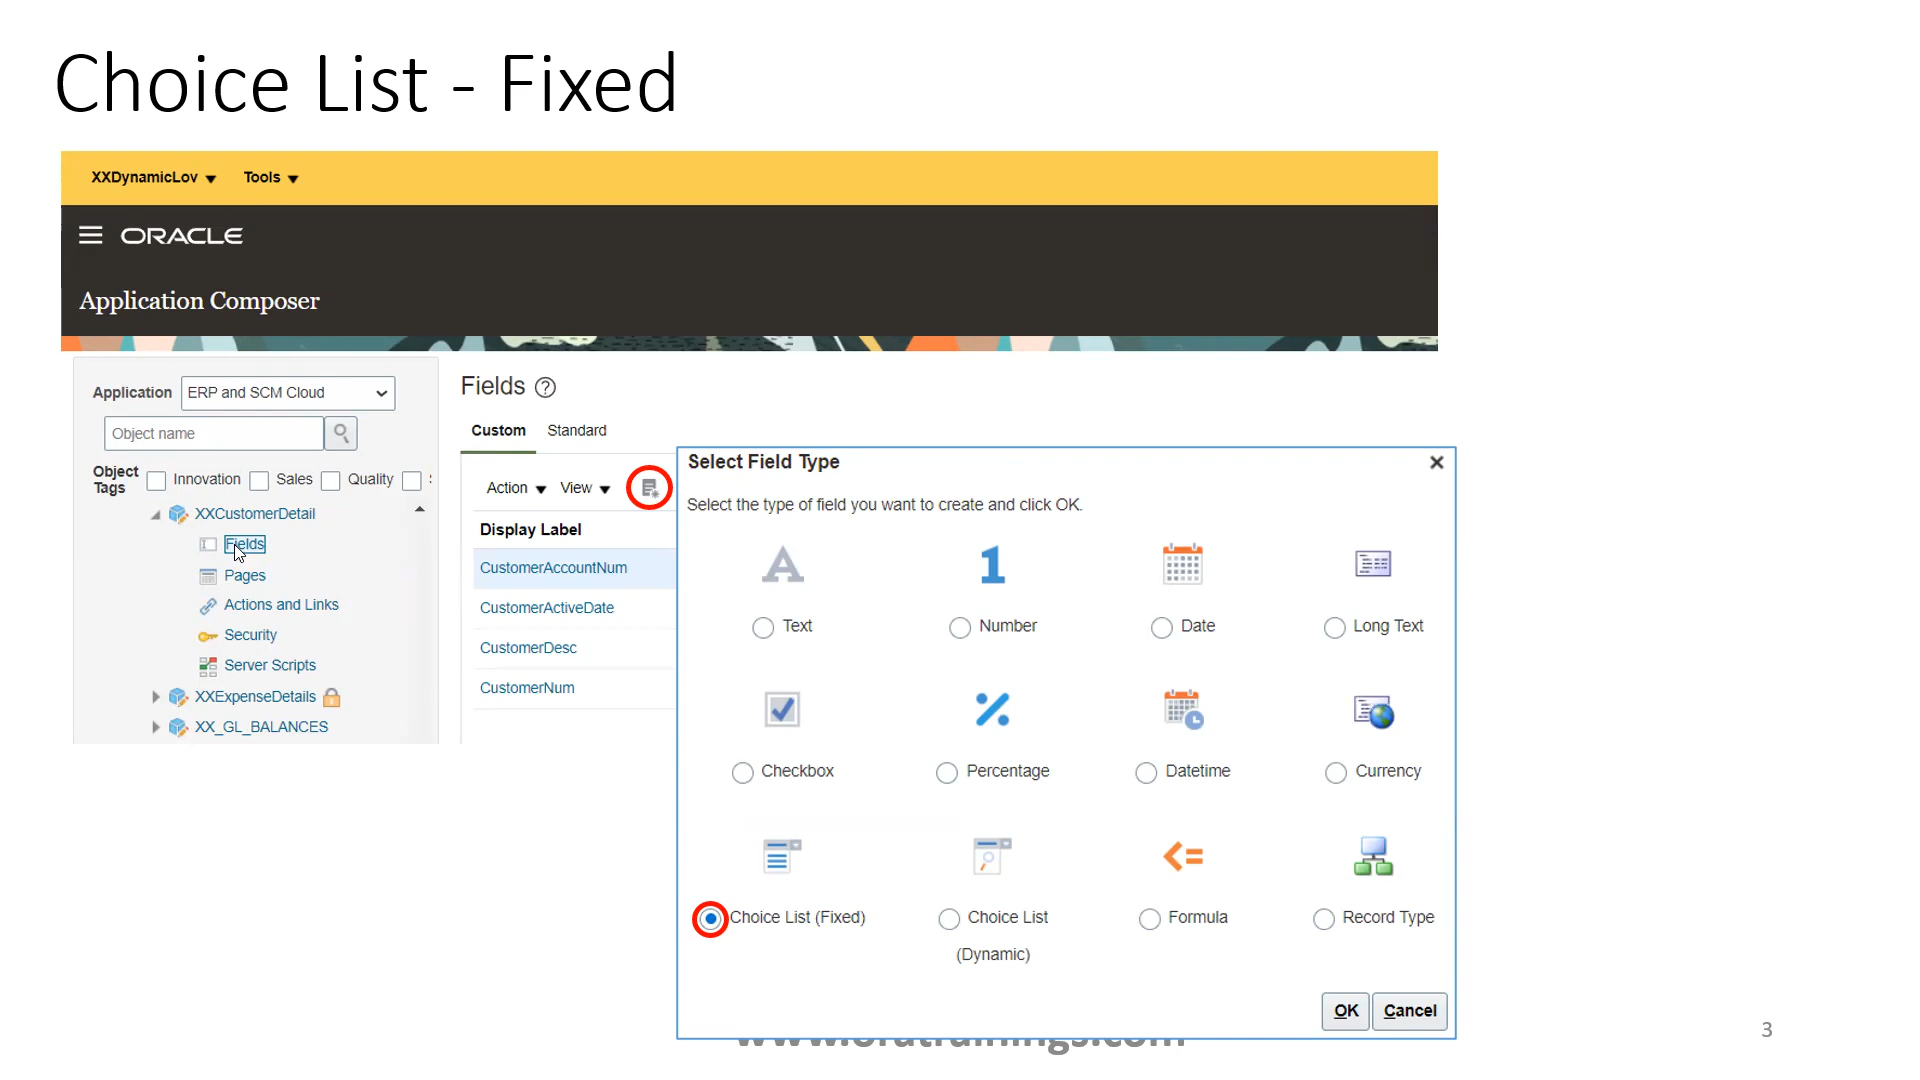 Choice List - Fixed
XXDynamicLov Tools
ORACLE
Application Composer
Application ERP and SCM Cloud
Object name
Object Tags Innovation Sales Quality
XXCustomerDetail
Fields
Pages
Actions and Links
Security
Server Scripts
XXExpenseDetails
XX_GL_BALANCES
Fields ?
Custom Standard
Action View
Display Label
CustomerAccountNum
CustomerActiveDate
CustomerDesc
CustomerNum
Select Field Type
Select the type of field you want to create and click OK.
Text Number Date Long Text
Checkbox Percentage Datetime Currency
Choice List (Fixed) Choice List (Dynamic) Formula Record Type
OK Cancel
www.oratrainings.com
3